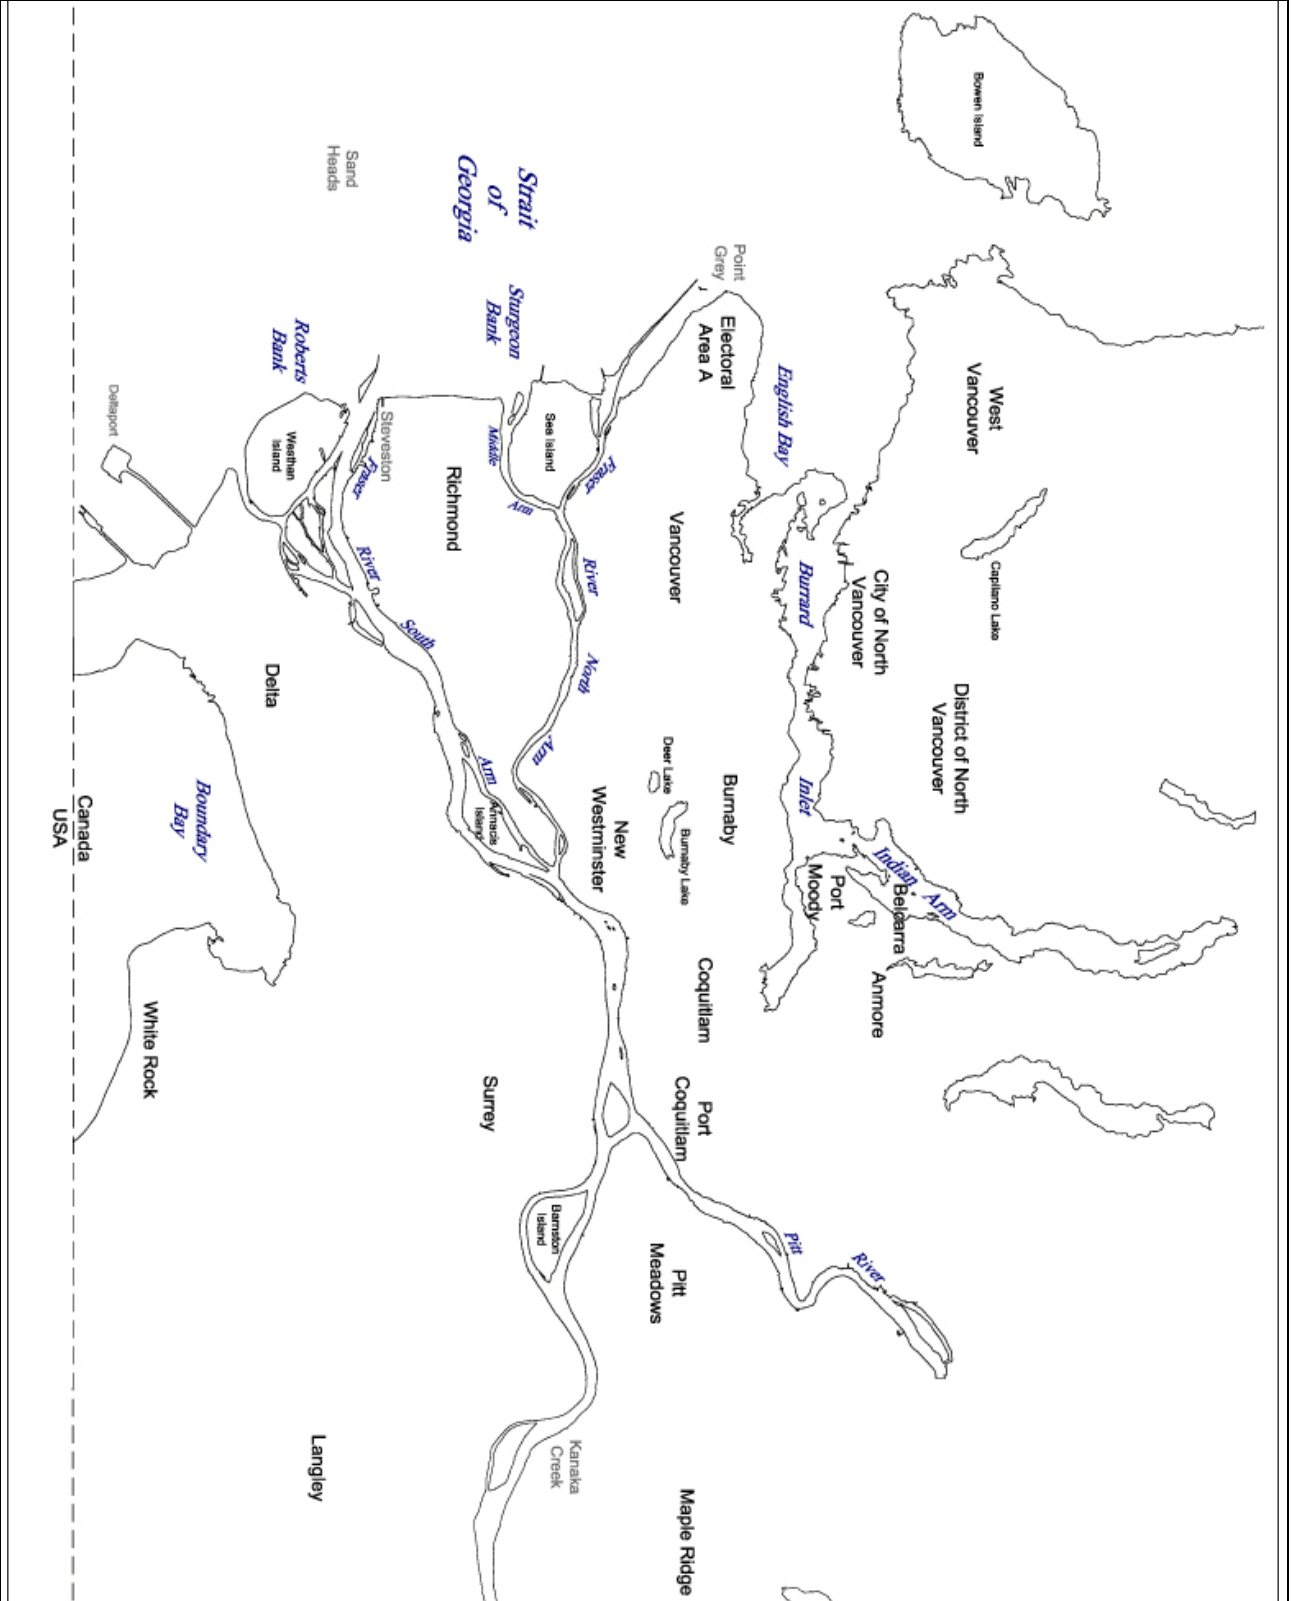 Bowen Island
West
Vancouver
Capilano Lake
City of North
Vancouver
District of North
Vancouver
Point
Grey
Electoral
Area A
English Bay
Burrard
Inlet
Indian
Arm
Belcarra
Port
Moody
Anmore
Strait
of
Georgia
Sturgeon
Bank
Sand
Heads
Roberts
Bank
Deltaport
Sea Island
Middle
Arm
Fraser
River
North
Arm
Vancouver
Burnaby
Deer Lake
Burnaby Lake
New
Westminster
Coquitlam
Port
Coquitlam
Pitt
River
Pitt
Meadows
Maple Ridge
Richmond
Steveston
Westhan
Island
Fraser
River
South
Arm
Annacis
Island
Delta
Boundary
Bay
Surrey
Barnston
Island
White Rock
Kanaka
Creek
Langley
Canada
USA